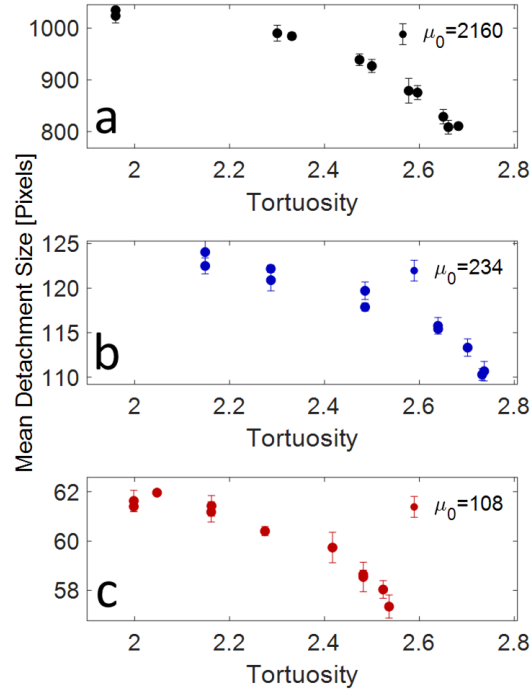 Mean Detachment Size [Pixels]
1000
900
800
a
μ0=2160
2 2.2 2.4 2.6 2.8
Tortuosity
125
120
115
110
b
μ0=234
2 2.2 2.4 2.6 2.8
Tortuosity
62
60
58
c
μ0=108
2 2.2 2.4 2.6 2.8
Tortuosity